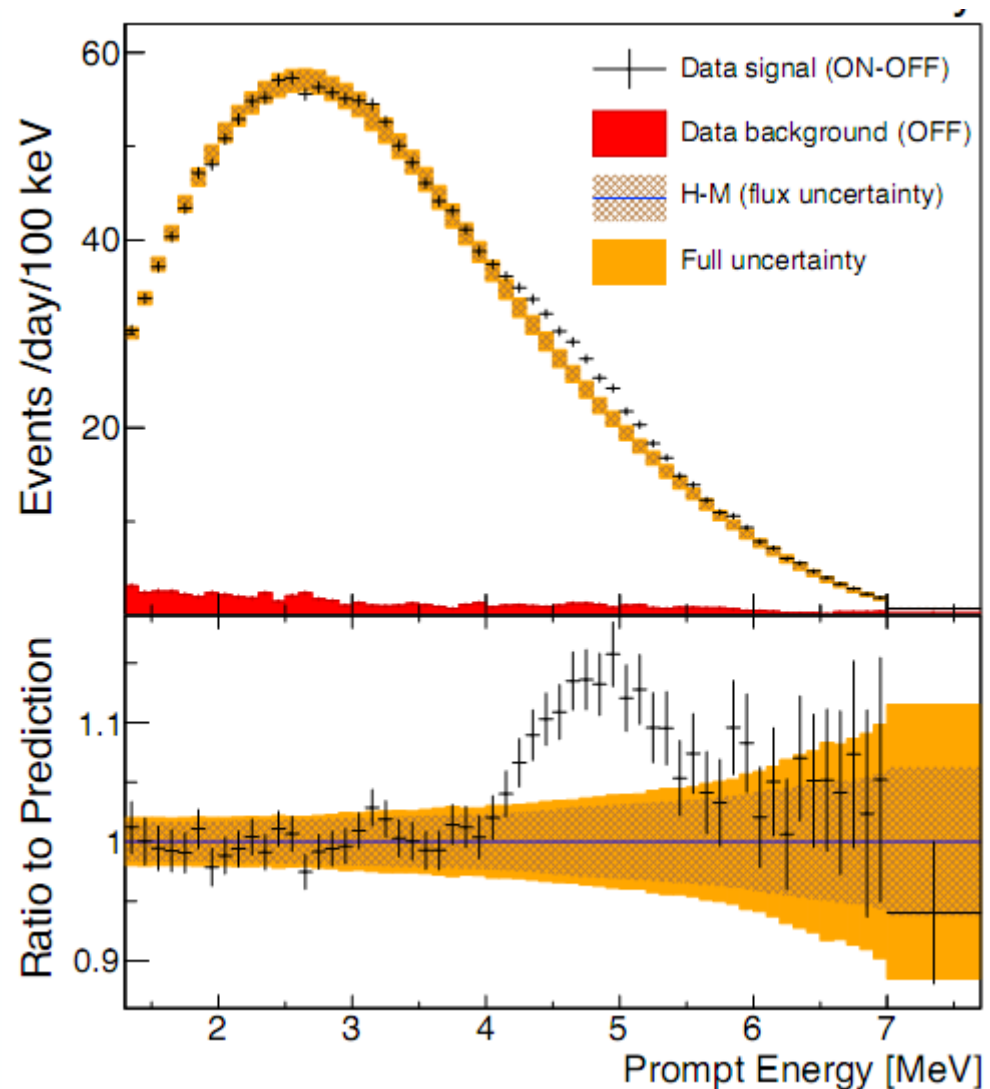 60
40
20
Events /day/100 keV
Data signal (ON-OFF)
Data background (OFF)
H-M (flux uncertainty)
Full uncertainty
1.1
1
0.9
Ratio to Prediction
2 3 4 5 6 7
Prompt Energy [MeV]